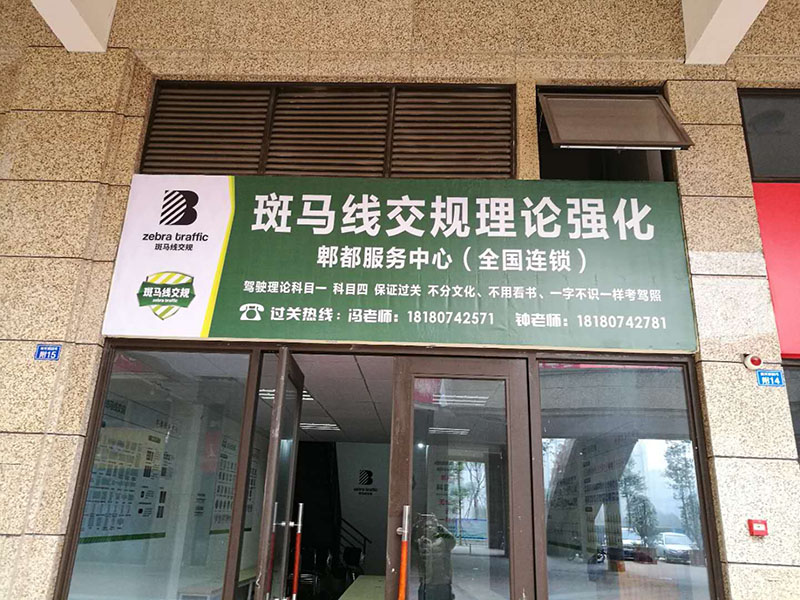 zebra traffic
斑马线交规
斑马线交规
zebra traffic
斑马线交规理论强化
郫都服务中心（全国连锁）
驾驶理论科目一 科目四 保证过关 不分文化、不用看书、一字不识一样考驾照
过关热线：冯老师：18180742571 钟老师：18180742781
附15
附14
zebra traffic